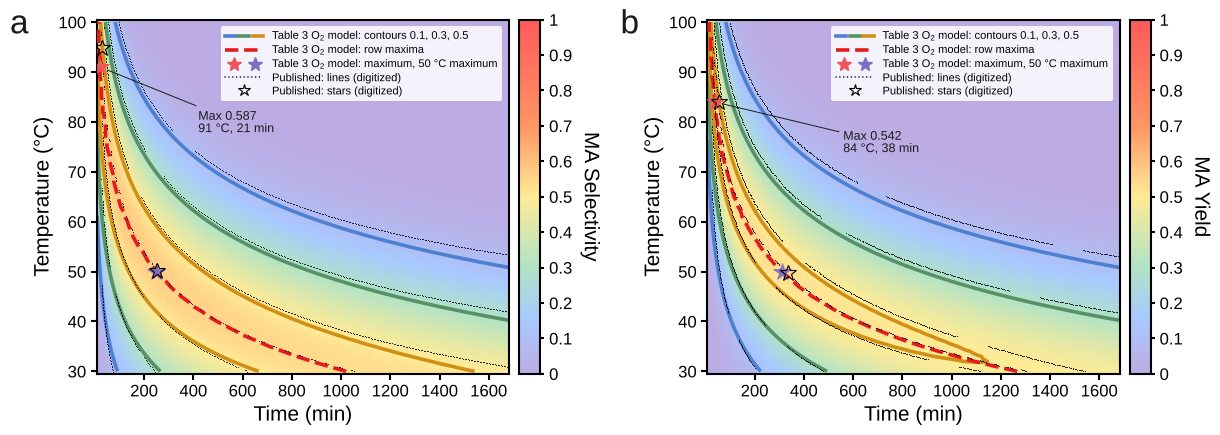 a
Table 3 O₂ model: contours 0.1, 0.3, 0.5
Table 3 O₂ model: row maxima
Table 3 O₂ model: maximum, 50 °C maximum
Published: lines (digitized)
Published: stars (digitized)
Max 0.587
91 °C, 21 min
100
90
80
70
60
50
40
30
Temperature (°C)
200 400 600 800 1000 1200 1400 1600
Time (min)
1
0.9
0.8
0.7
0.6
0.5
0.4
0.3
0.2
0.1
0
MA Selectivity
b
Table 3 O₂ model: contours 0.1, 0.3, 0.5
Table 3 O₂ model: row maxima
Table 3 O₂ model: maximum, 50 °C maximum
Published: lines (digitized)
Published: stars (digitized)
Max 0.542
84 °C, 38 min
100
90
80
70
60
50
40
30
Temperature (°C)
200 400 600 800 1000 1200 1400 1600
Time (min)
1
0.9
0.8
0.7
0.6
0.5
0.4
0.3
0.2
0.1
0
MA Yield